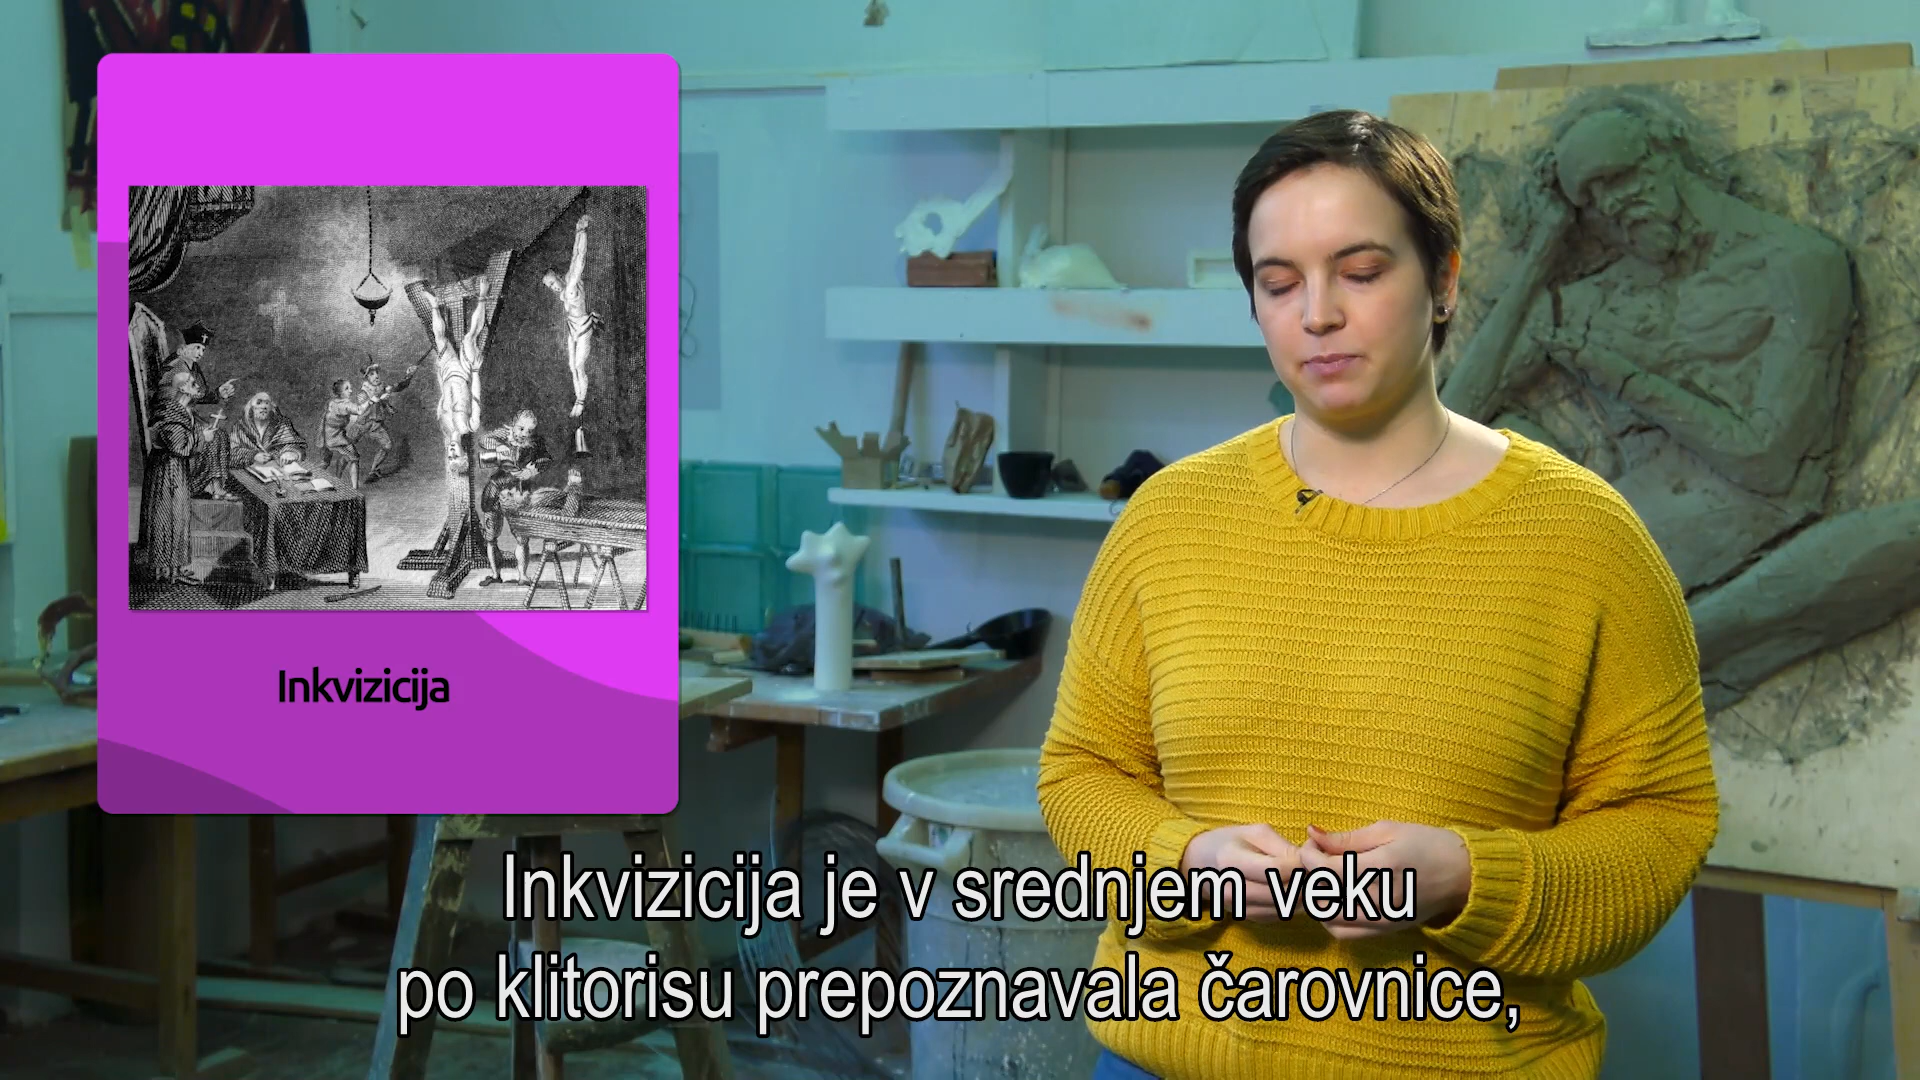 Inkvizicija
Inkvizicija je v srednjem veku
po klitorisu prepoznavala čarovnice,